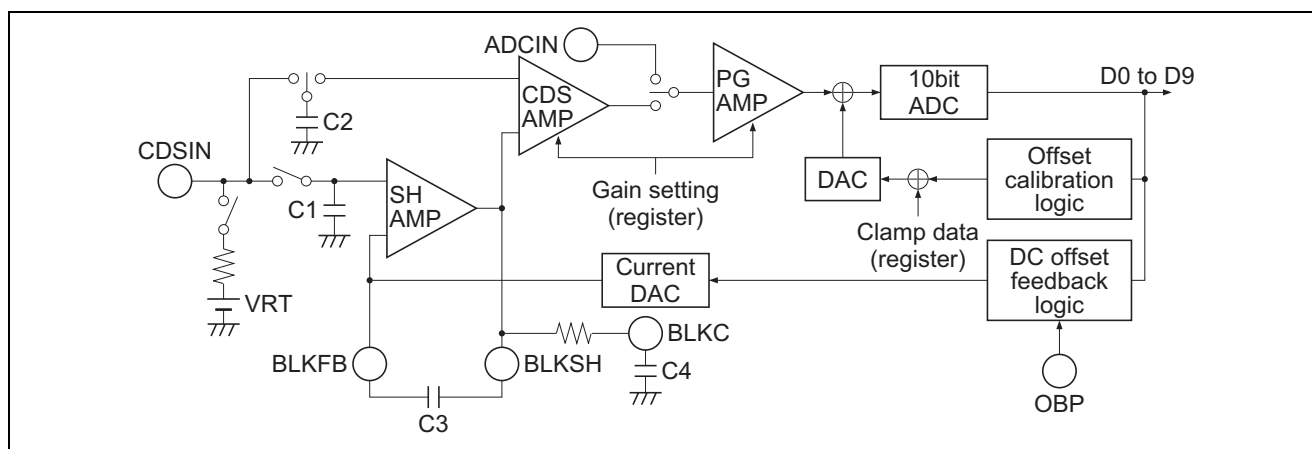 ADCIN
PG
AMP
10bit
ADC
D0 to D9
CDS
AMP
C2
CDSIN
SH
AMP
C1
Gain setting
(register)
DAC
Offset
calibration
logic
Clamp data
(register)
Current
DAC
DC offset
feedback
logic
VRT
BLKFB
BLKSH
BLKC
C4
C3
OBP